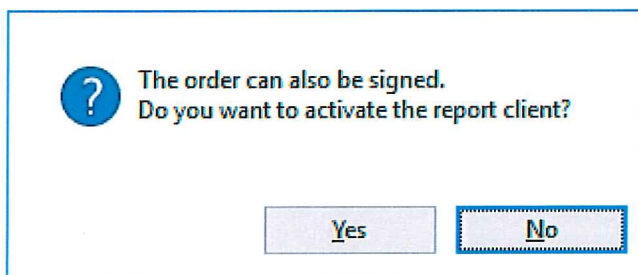 The order can also be signed.
Do you want to activate the report client?
Yes
No